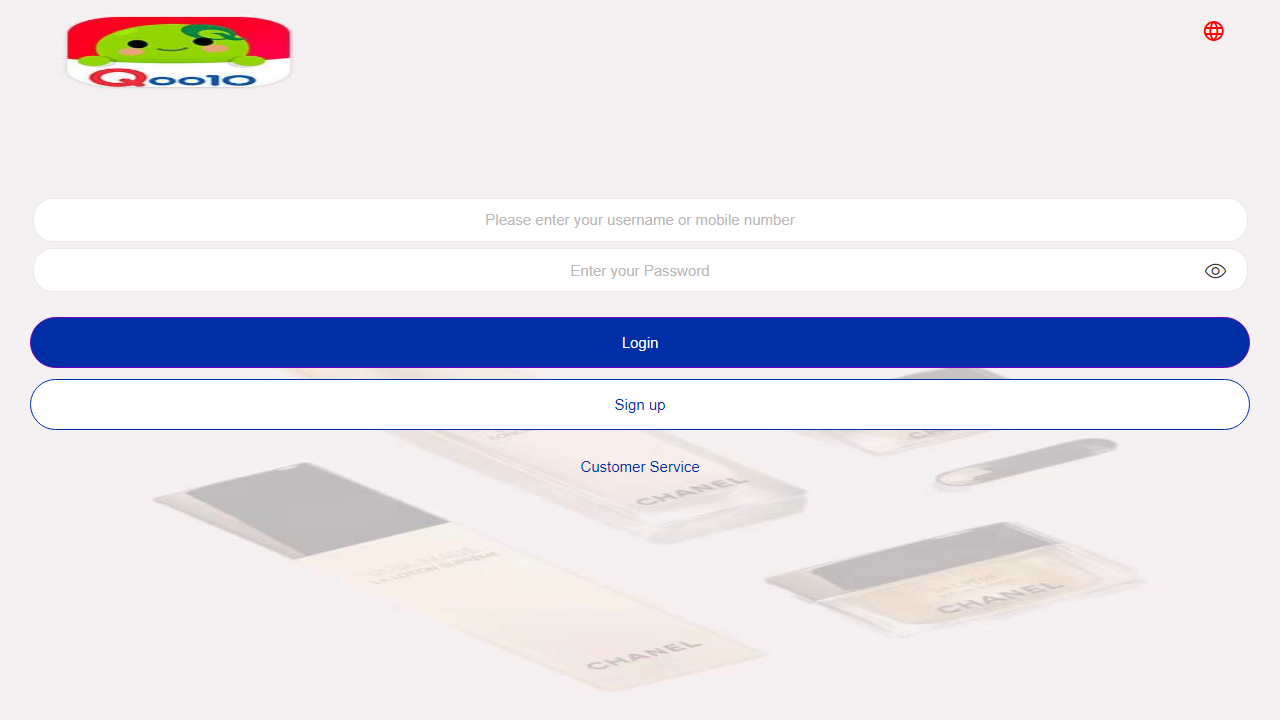 Qoo10
Please enter your username or mobile number
Enter your Password
Login
Sign up
Customer Service
CHANEL
CHANEL
LA LOTION SUPRÊME
CHANEL